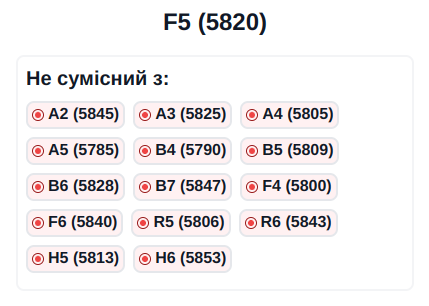 F5 (5820)
Не сумісний з:
A2 (5845) A3 (5825) A4 (5805)
A5 (5785) B4 (5790) B5 (5809)
B6 (5828) B7 (5847) F4 (5800)
F6 (5840) R5 (5806) R6 (5843)
H5 (5813) H6 (5853)